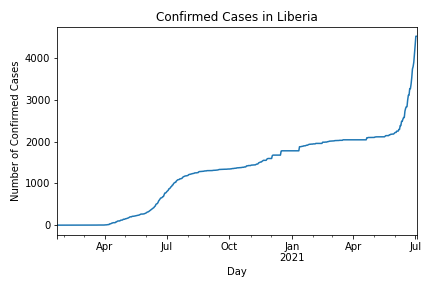 Confirmed Cases in Liberia
Number of Confirmed Cases
4000
3000
2000
1000
0
Apr
Jul
Oct
Jan
2021
Apr
Jul
Day